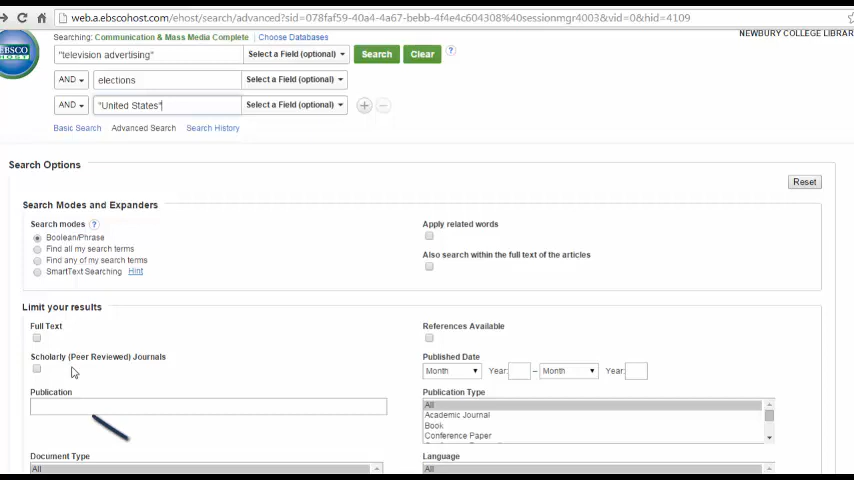 web.a.ebscohost.com/ehost/search/advanced?sid=078faf59-40a4-4a67-bebb-4f4e4c604308%40sessionmgr4003&vid=0&hid=4109
Searching: Communication & Mass Media Complete Choose Databases
NEWBURY COLLEGE LIBRAR
EBSCO
"television advertising" Select a Field (optional) Search Clear ?
AND elections Select a Field (optional)
AND "United States" Select a Field (optional)
Basic Search Advanced Search Search History
Search Options
Reset
Search Modes and Expanders
Search modes ?
Boolean/Phrase
Find all my search terms
Find any of my search terms
SmartText Searching Hint
Apply related words
Also search within the full text of the articles
Limit your results
Full Text
References Available
Scholarly (Peer Reviewed) Journals
Published Date
Month Year: – Month Year:
Publication
Publication Type
All
Academic Journal
Book
Conference Paper
Document Type
All
Language
All